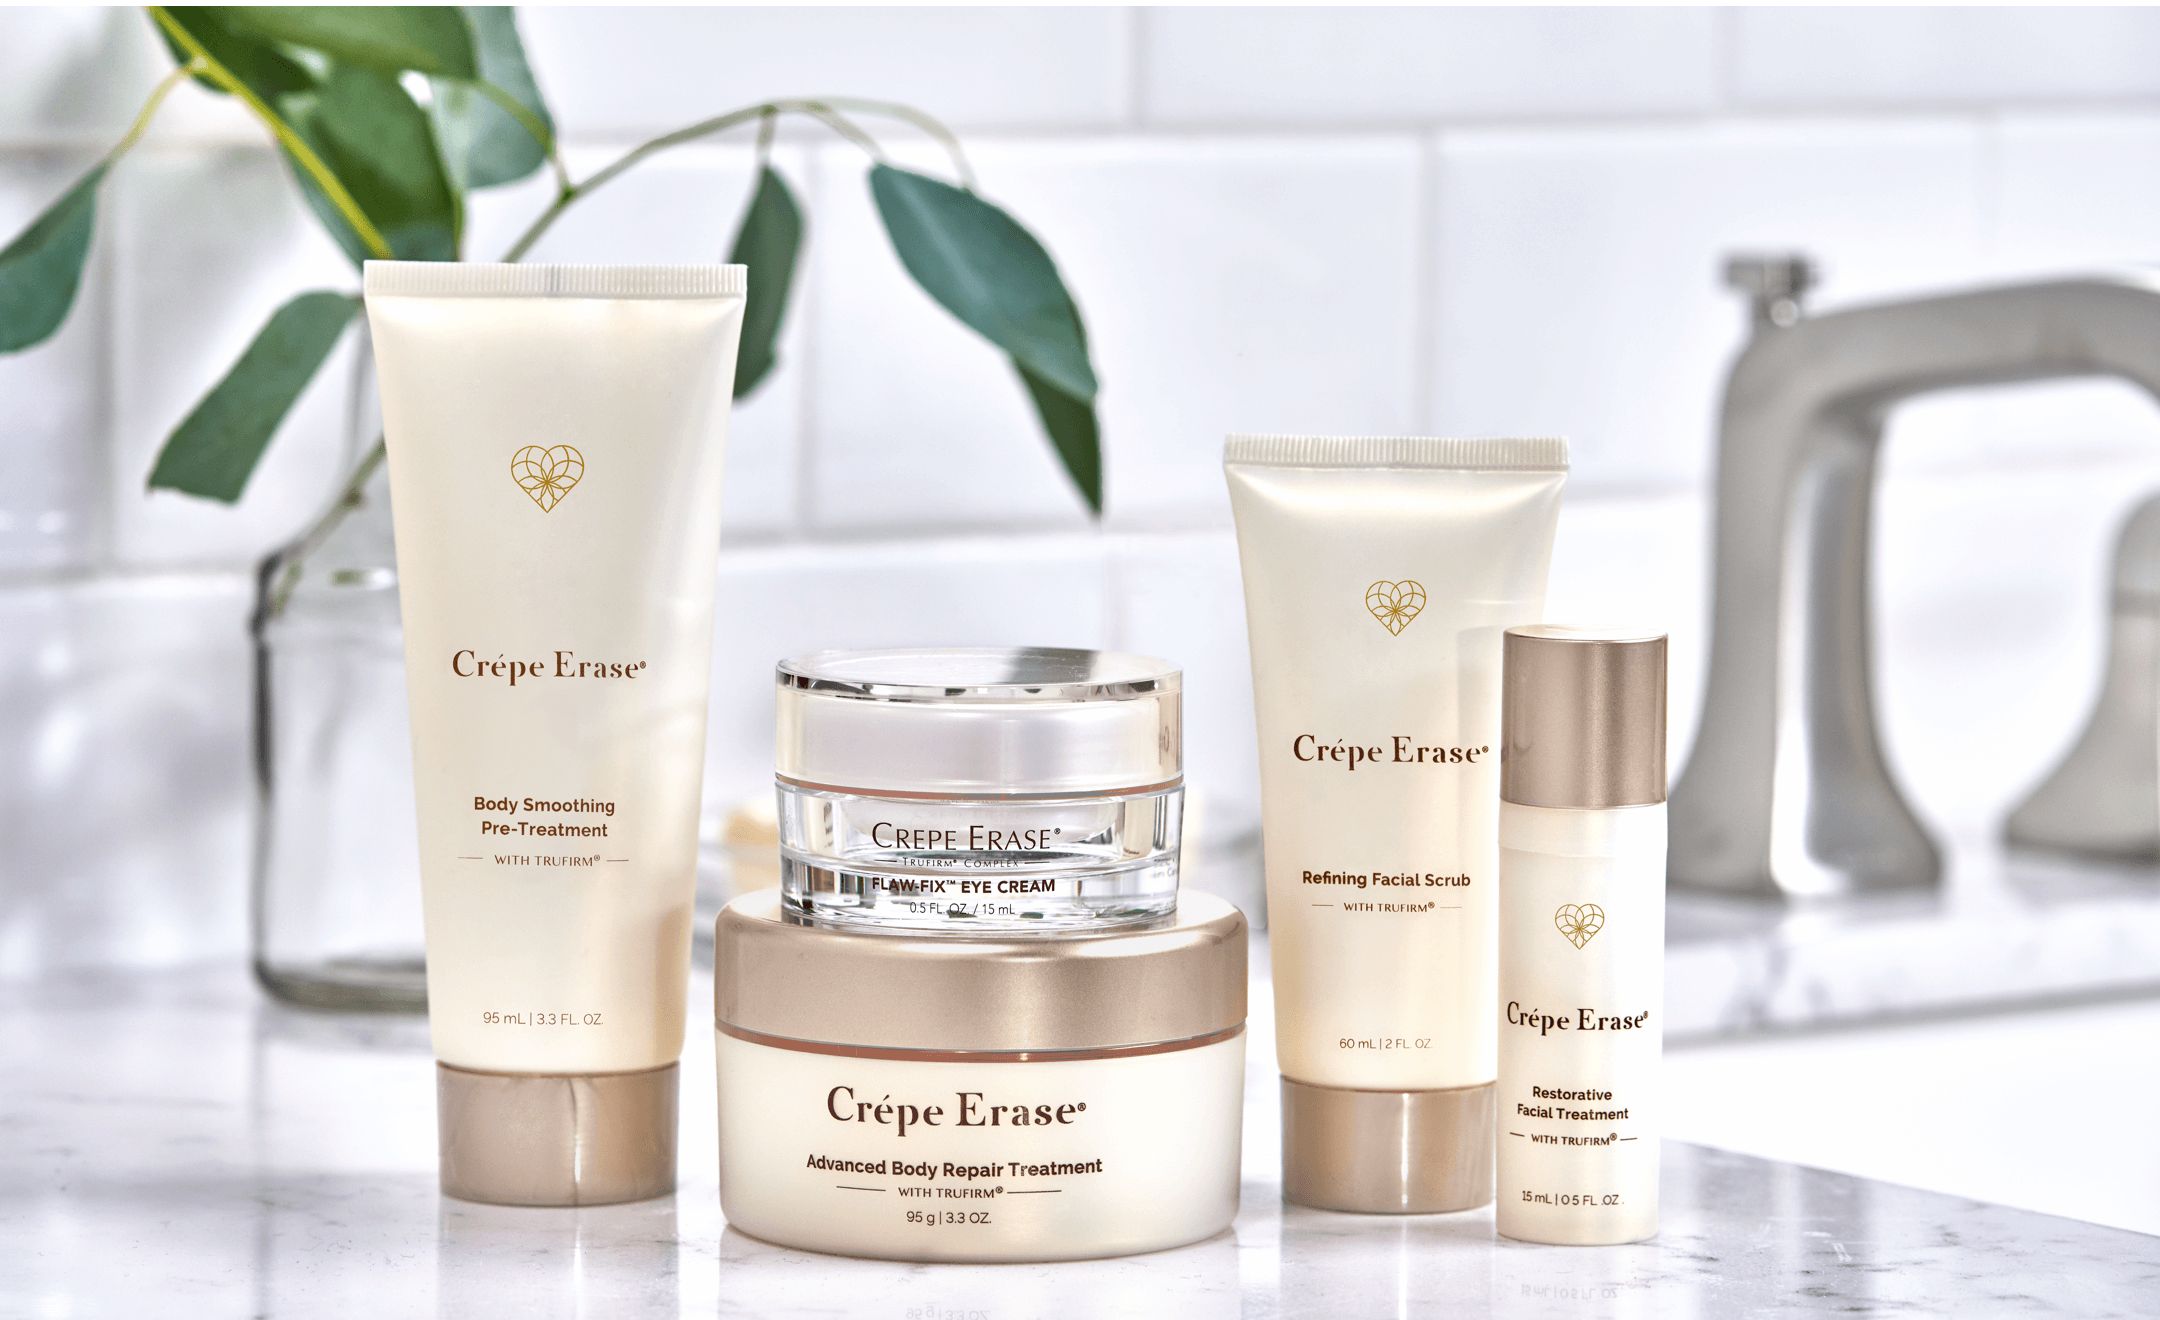 Crépe Erase®
Body Smoothing
Pre-Treatment
WITH TRUFIRM®
95 mL | 3.3 FL. OZ.
CREPE ERASE®
TRUFIRM® COMPLEX
FLAW-FIX™ EYE CREAM
0.5 FL. OZ. / 15 mL
Crépe Erase®
Advanced Body Repair Treatment
WITH TRUFIRM®
95 g | 3.3 OZ.
Crépe Erase®
Refining Facial Scrub
WITH TRUFIRM®
60 mL | 2 FL. OZ.
Crépe Erase®
Restorative
Facial Treatment
WITH TRUFIRM®
15 mL | 0.5 FL. OZ.